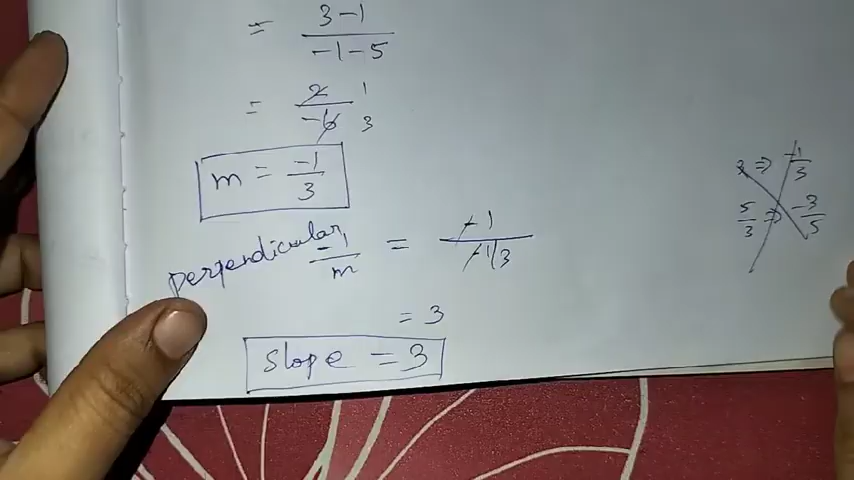 = 3-1 / -1-5
= 2 / -6 1 3
m = -1/3
perpendicular -1/m = -1 / -1/3
= 3
Slope = 3
3 ⇒ -1/3
5/3 ⇒ -3/5